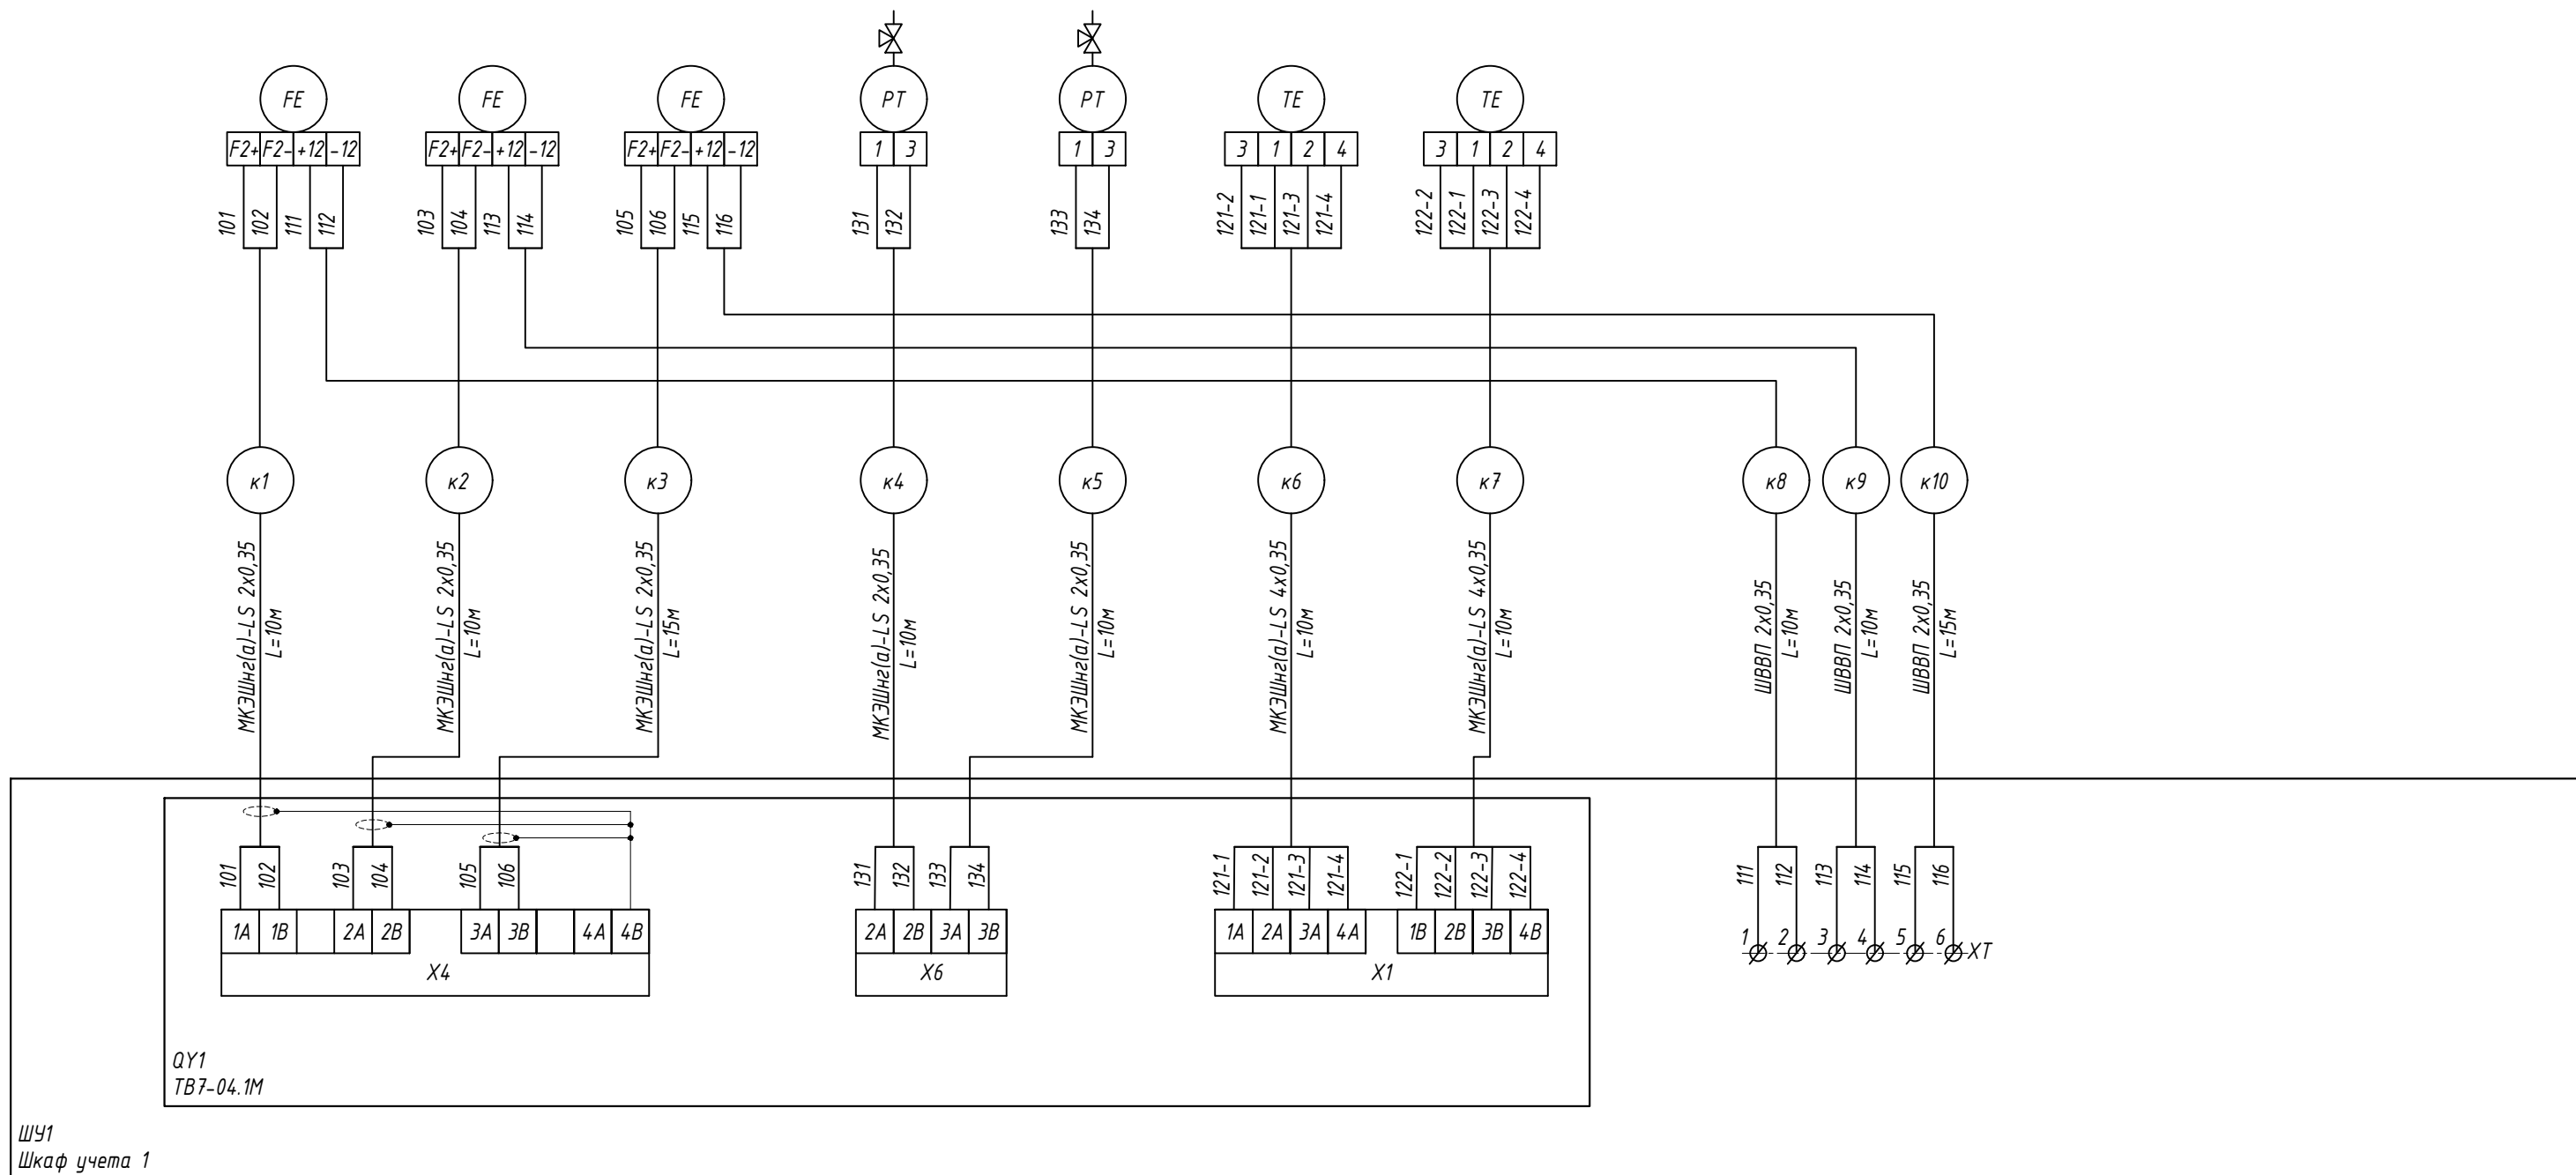 FE FE FE PT PT TE TE
F2+ F2- +12 -12 F2+ F2- +12 -12 F2+ F2- +12 -12 1 3 1 3 3 1 2 4 3 1 2 4
101 102 111 112 103 104 113 114 105 106 115 116 131 132 133 134 121-2 121-1 121-3 121-4 122-2 122-1 122-3 122-4
к1 к2 к3 к4 к5 к6 к7 к8 к9 к10
МКЭШнг(а)-LS 2х0,35
L=10м
МКЭШнг(а)-LS 2х0,35
L=10м
МКЭШнг(а)-LS 2х0,35
L=15м
МКЭШнг(а)-LS 2х0,35
L=10м
МКЭШнг(а)-LS 2х0,35
L=10м
МКЭШнг(а)-LS 4х0,35
L=10м
МКЭШнг(а)-LS 4х0,35
L=10м
ШВВП 2х0,35
L=10м
ШВВП 2х0,35
L=10м
ШВВП 2х0,35
L=15м
101 102 103 104 105 106 131 132 133 134 121-1 121-2 121-3 121-4 122-1 122-2 122-3 122-4 111 112 113 114 115 116
1A 1B 2A 2B 3A 3B 4A 4B 2A 2B 3A 3B 1A 2A 3A 4A 1B 2B 3B 4B 1 2 3 4 5 6 XT
X4 X6 X1
QY1
ТВ7-04.1М
ШУ1
Шкаф учета 1